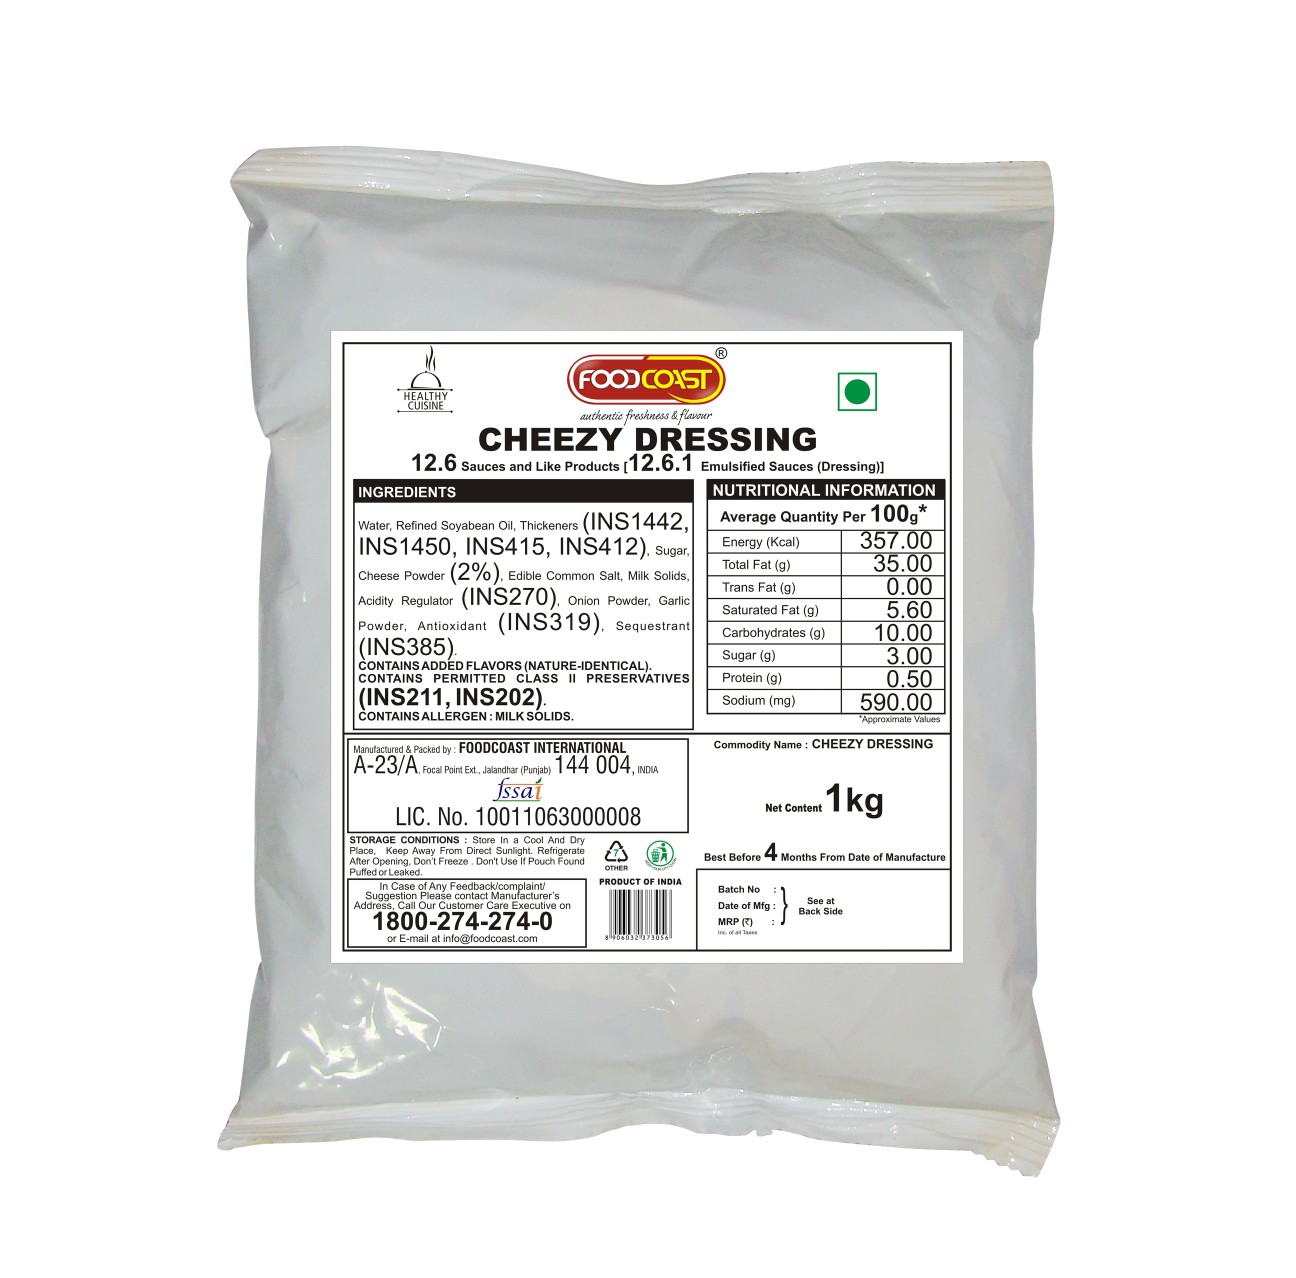 HEALTHY
CUISINE
FOODCOAST ®
authentic freshness & flavour
CHEEZY DRESSING
12.6 Sauces and Like Products [12.6.1 Emulsified Sauces (Dressing)]
INGREDIENTS
Water, Refined Soyabean Oil, Thickeners (INS1442,
INS1450, INS415, INS412), Sugar,
Cheese Powder (2%), Edible Common Salt, Milk Solids,
Acidity Regulator (INS270), Onion Powder, Garlic
Powder, Antioxidant (INS319), Sequestrant
(INS385).
CONTAINS ADDED FLAVORS (NATURE-IDENTICAL).
CONTAINS PERMITTED CLASS II PRESERVATIVES
(INS211, INS202).
CONTAINS ALLERGEN : MILK SOLIDS.
NUTRITIONAL INFORMATION
Average Quantity Per 100g*
Energy (Kcal) 357.00
Total Fat (g) 35.00
Trans Fat (g) 0.00
Saturated Fat (g) 5.60
Carbohydrates (g) 10.00
Sugar (g) 3.00
Protein (g) 0.50
Sodium (mg) 590.00
*Approximate Values
Manufactured & Packed by : FOODCOAST INTERNATIONAL
A-23/A, Focal Point Ext., Jalandhar (Punjab) 144 004, INDIA
fssai
LIC. No. 10011063000008
STORAGE CONDITIONS : Store In a Cool And Dry
Place, Keep Away From Direct Sunlight. Refrigerate
After Opening, Don't Freeze . Don't Use If Pouch Found
Puffed or Leaked.
In Case of Any Feedback/complaint/
Suggestion Please contact Manufacturer's
Address, Call Our Customer Care Executive on
1800-274-274-0
or E-mail at info@foodcoast.com
7
OTHER
PRODUCT OF INDIA
8 906032 373056
Commodity Name : CHEEZY DRESSING
Net Content 1kg
Best Before 4 Months From Date of Manufacture
Batch No :
Date of Mfg :
MRP (₹) :
Inc. of all Taxes
See at
Back Side